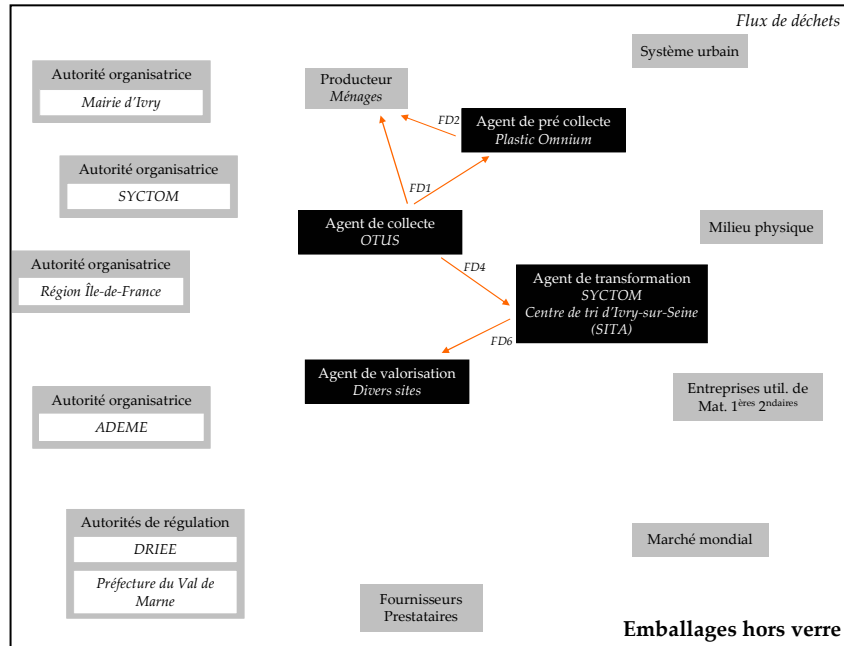 Flux de déchets
Système urbain
Autorité organisatrice
Mairie d'Ivry
Producteur
Ménages
FD2
Agent de pré collecte
Plastic Omnium
Autorité organisatrice
SYCTOM
FD1
Agent de collecte
OTUS
Milieu physique
Autorité organisatrice
Région Île-de-France
FD4
Agent de transformation
SYCTOM
Centre de tri d'Ivry-sur-Seine
(SITA)
FD6
Agent de valorisation
Divers sites
Entreprises util. de
Mat. 1ères 2ndaires
Autorité organisatrice
ADEME
Autorités de régulation
DRIEE
Préfecture du Val de
Marne
Marché mondial
Fournisseurs
Prestataires
Emballages hors verre